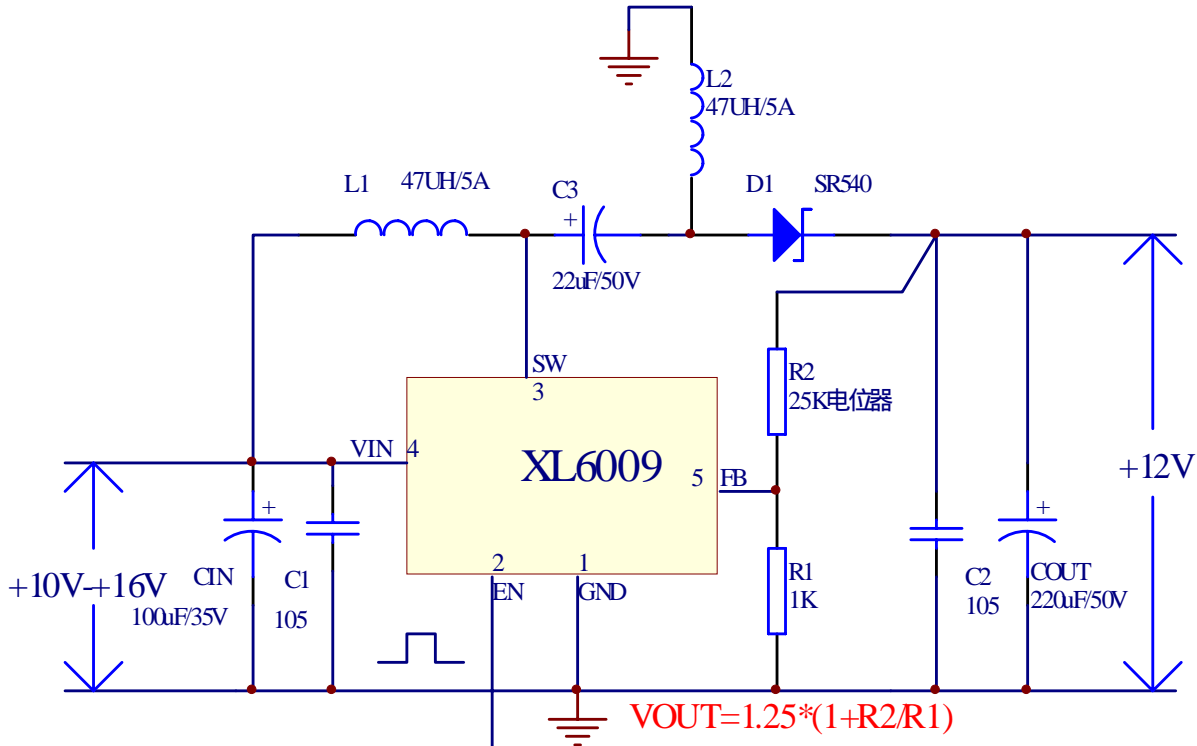 L2
47UH/5A
L1
47UH/5A
C3
+
D1
SR540
22uF/50V
SW
3
R2
25K电位器
VIN
4
XL6009
5
FB
+12V
+
+
2
1
+10V-+16V
CIN
C1
EN
GND
R1
C2
COUT
100uF/35V
105
1K
105
220uF/50V
VOUT=1.25*(1+R2/R1)